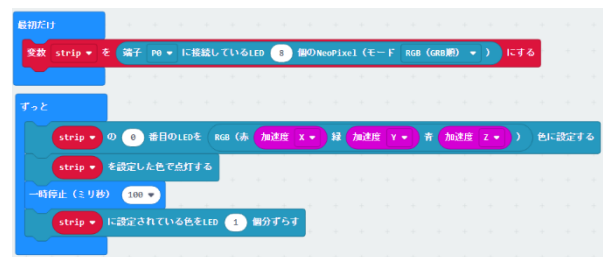 最初だけ
変数 strip を 端子 P0 に接続しているLED 8 個のNeoPixel (モード RGB (GRB順) ) にする
ずっと
strip の 0 番目のLEDを RGB (赤 加速度 X 緑 加速度 Y 青 加速度 Z ) 色に設定する
strip を設定した色で点灯する
一時停止 (ミリ秒) 100
strip に設定されている色をLED 1 個分ずらす